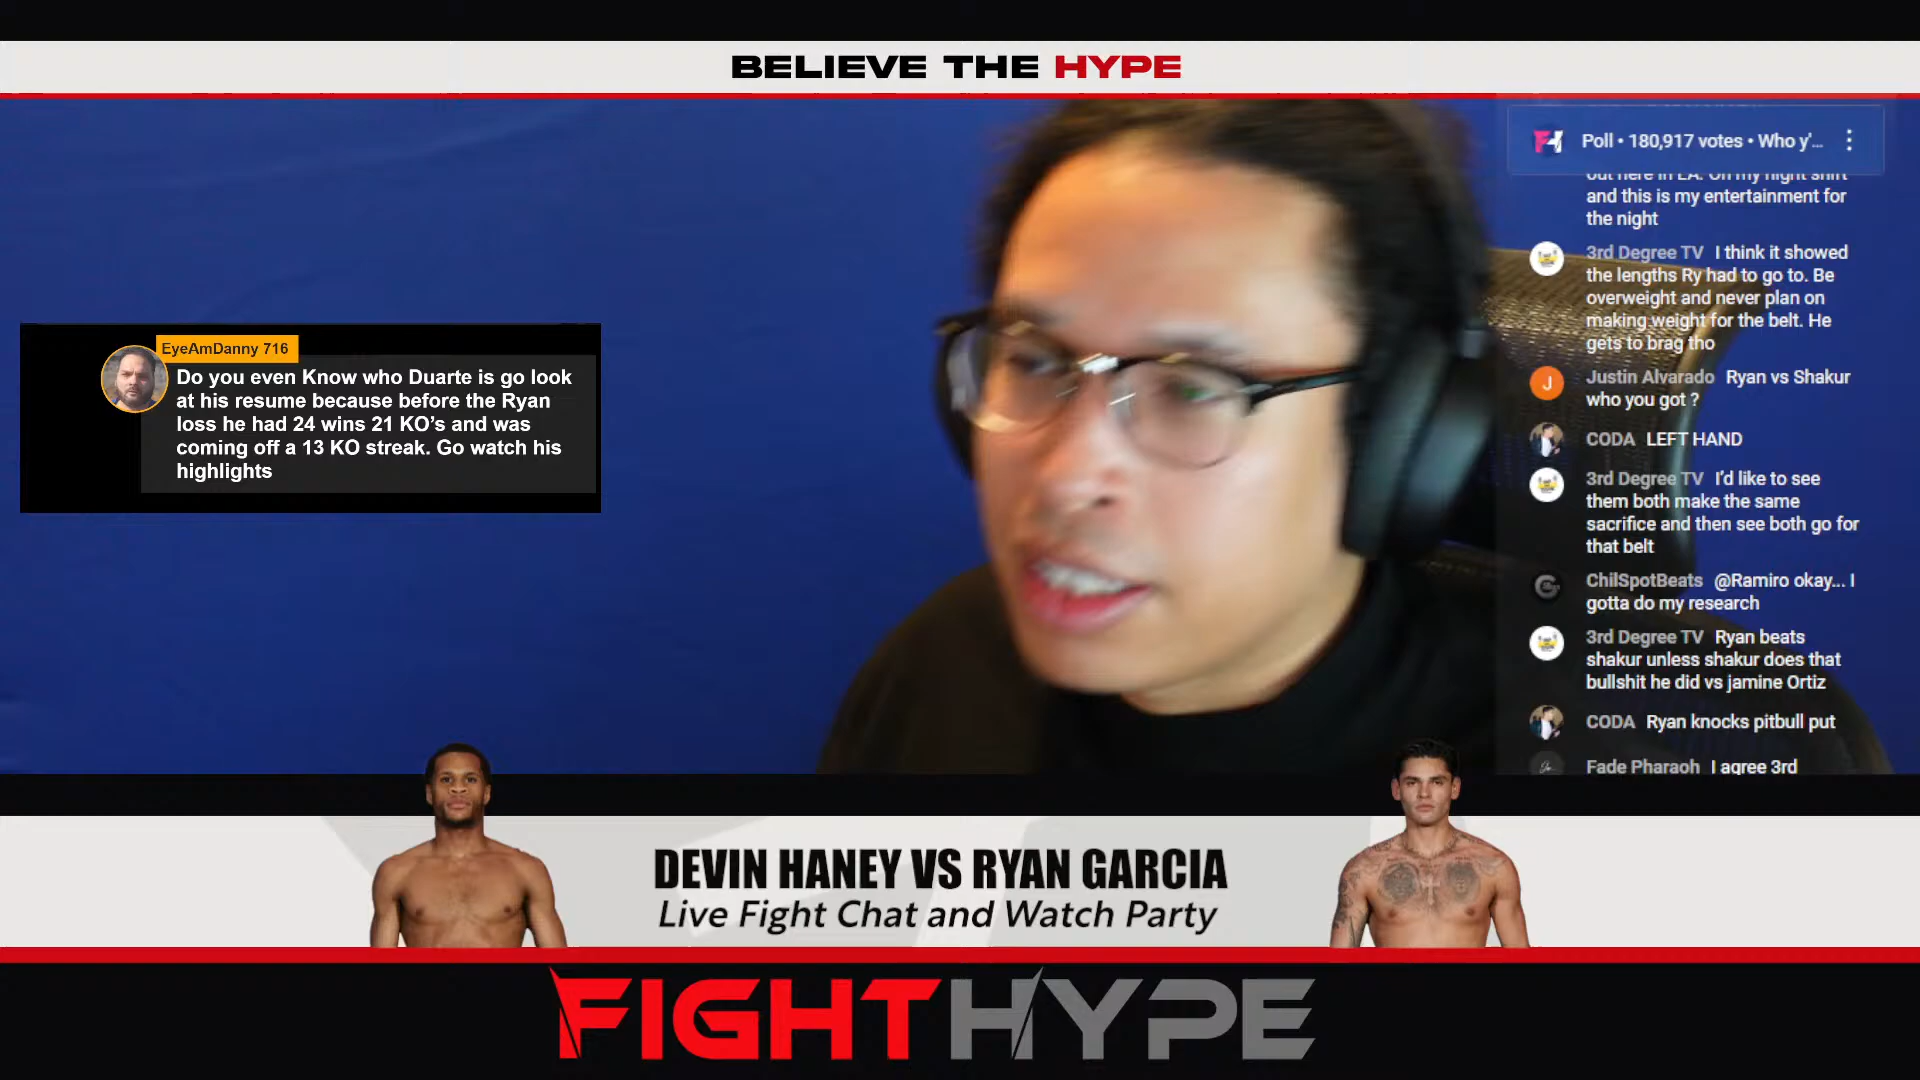 BELIEVE THE HYPE
EyeAmDanny 716
Do you even Know who Duarte is go look
at his resume because before the Ryan
loss he had 24 wins 21 KO’s and was
coming off a 13 KO streak. Go watch his
highlights
Poll • 180,917 votes • Who y'...
out here in LA. On my night shift
and this is my entertainment for
the night
3rd Degree TV I think it showed
the lengths Ry had to go to. Be
overweight and never plan on
making weight for the belt. He
gets to brag tho
J
Justin Alvarado Ryan vs Shakur
who you got ?
CODA LEFT HAND
3rd Degree TV I'd like to see
them both make the same
sacrifice and then see both go for
that belt
ChilSpotBeats @Ramiro okay... I
gotta do my research
3rd Degree TV Ryan beats
shakur unless shakur does that
bullshit he did vs jamine Ortiz
CODA Ryan knocks pitbull put
Fade Pharaoh I agree 3rd
DEVIN HANEY VS RYAN GARCIA
Live Fight Chat and Watch Party
FIGHTHYPE